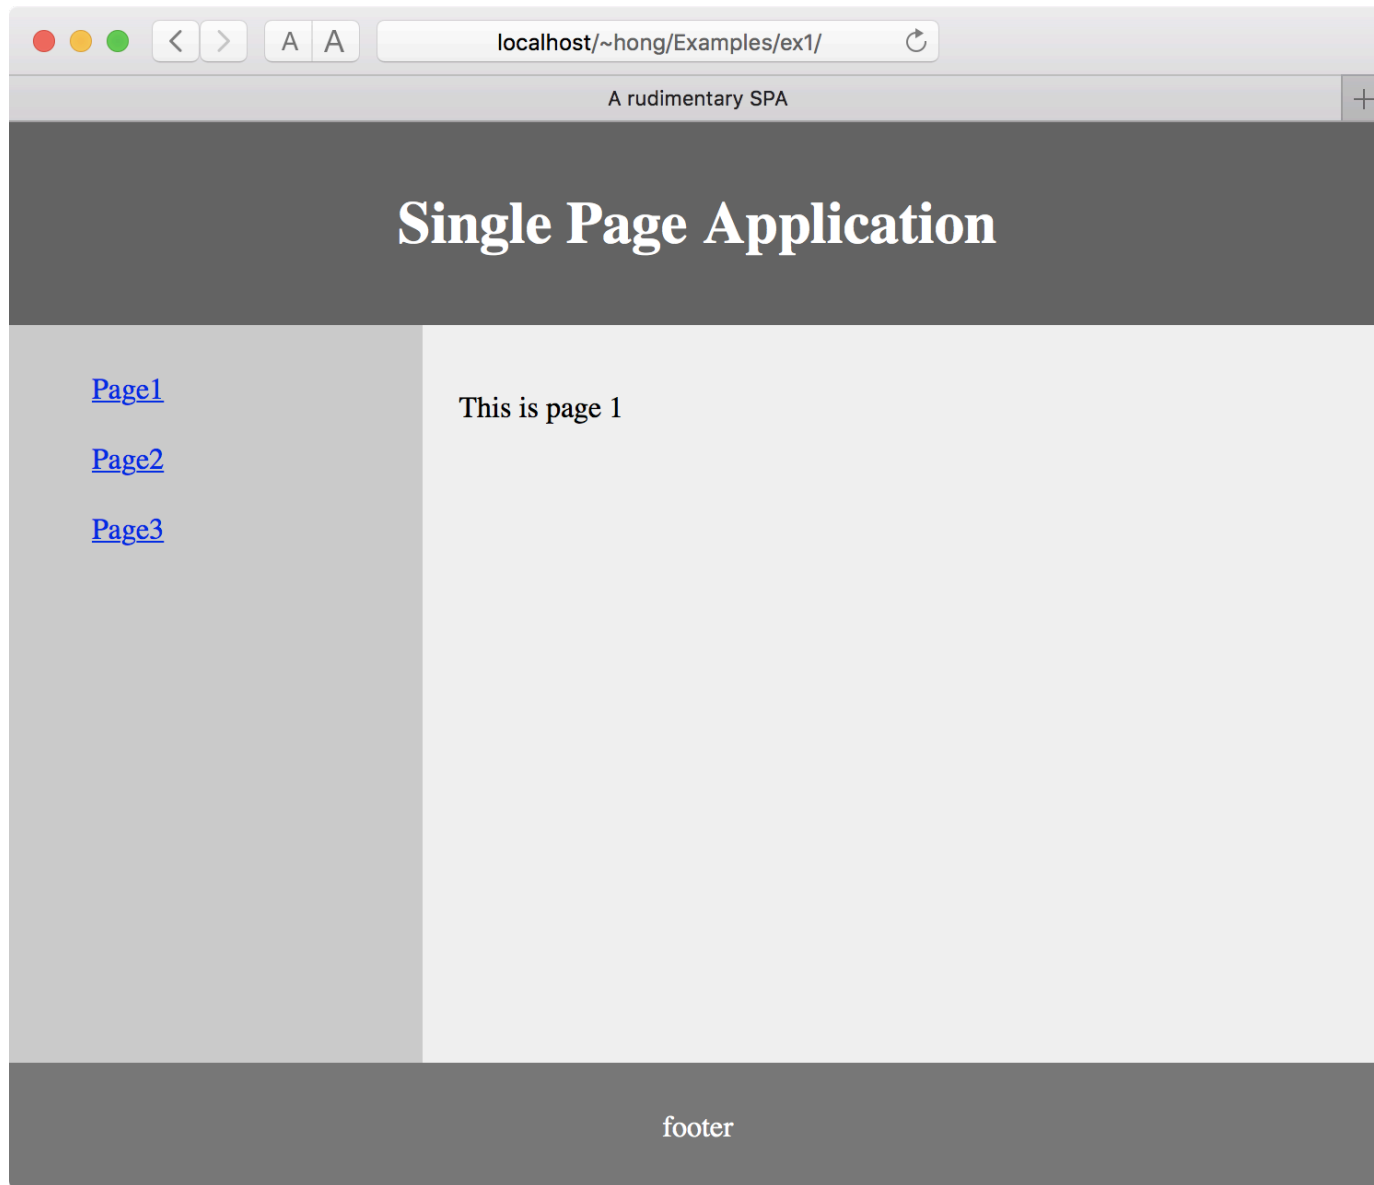 A A localhost/~hong/Examples/ex1/
A rudimentary SPA
Single Page Application
Page1
This is page 1
Page2
Page3
footer